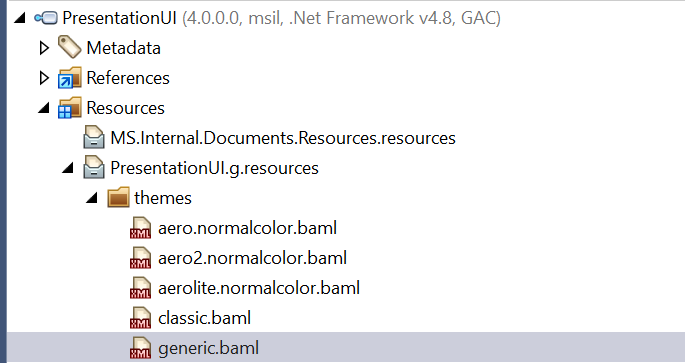 PresentationUI (4.0.0.0, msil, .Net Framework v4.8, GAC)
Metadata
References
Resources
MS.Internal.Documents.Resources.resources
PresentationUI.g.resources
themes
XML aero.normalcolor.baml
XML aero2.normalcolor.baml
XML aerolite.normalcolor.baml
XML classic.baml
XML generic.baml